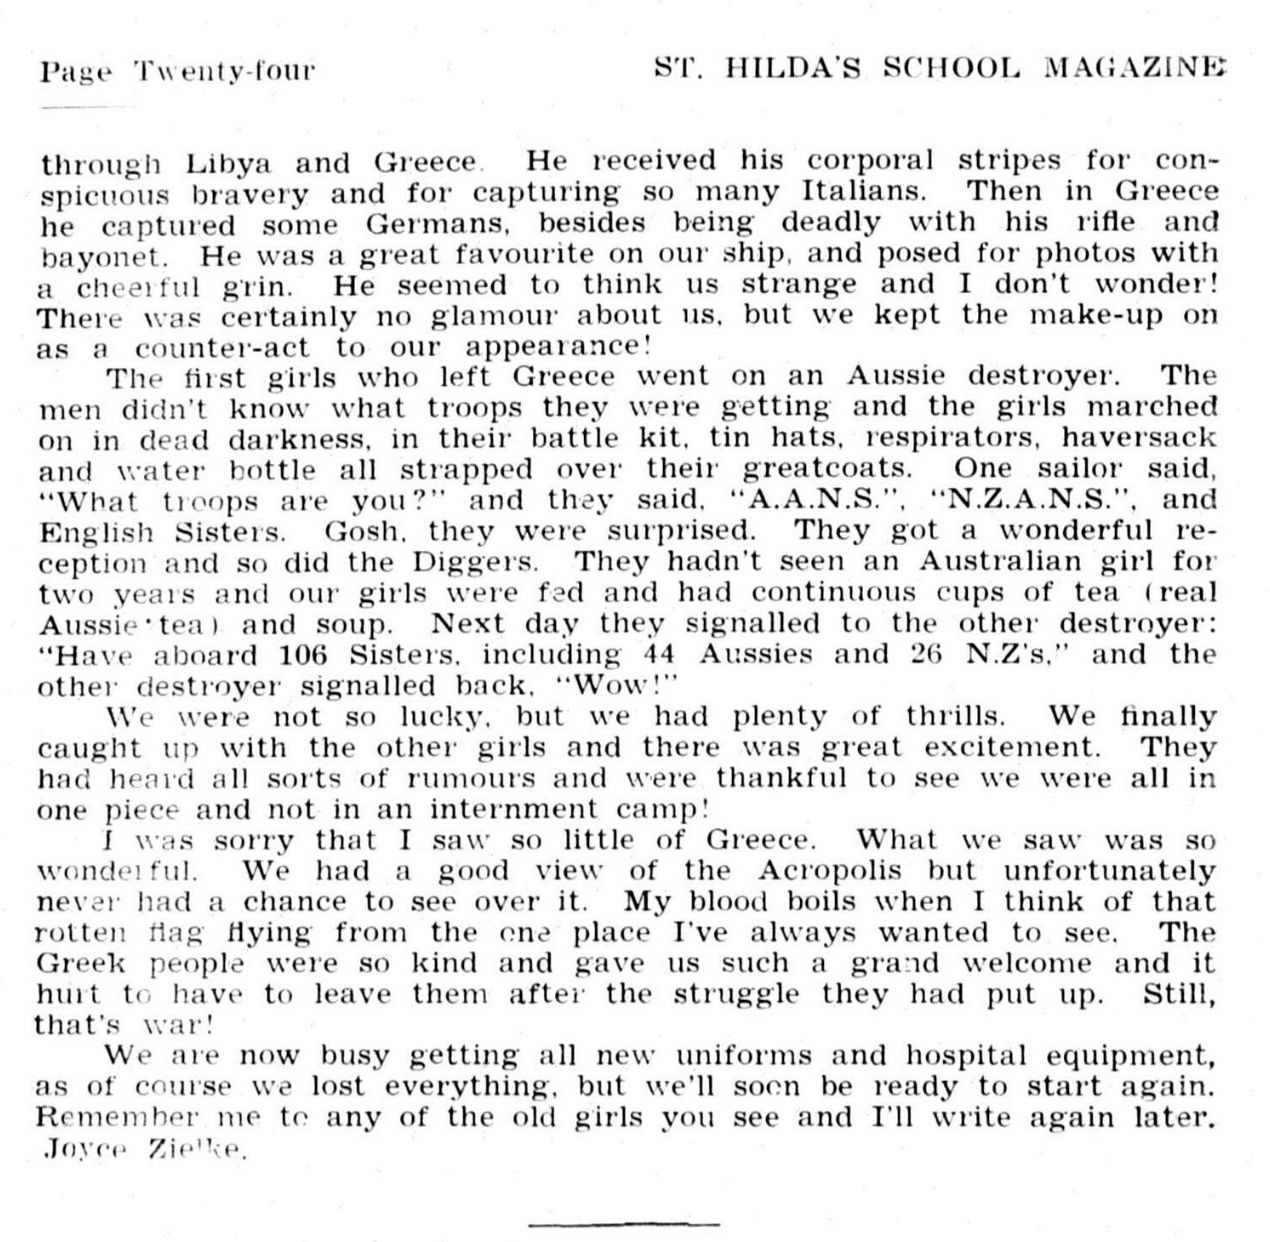 Page Twenty-four ST. HILDA'S SCHOOL MAGAZINE
through Libya and Greece. He received his corporal stripes for con-
spicuous bravery and for capturing so many Italians. Then in Greece
he captured some Germans, besides being deadly with his rifle and
bayonet. He was a great favourite on our ship, and posed for photos with
a cheerful grin. He seemed to think us strange and I don't wonder!
There was certainly no glamour about us, but we kept the make-up on
as a counter-act to our appearance!
The first girls who left Greece went on an Aussie destroyer. The
men didn't know what troops they were getting and the girls marched
on in dead darkness, in their battle kit, tin hats, respirators, haversack
and water bottle all strapped over their greatcoats. One sailor said,
"What troops are you?" and they said, "A.A.N.S.", "N.Z.A.N.S.", and
English Sisters. Gosh, they were surprised. They got a wonderful re-
ception and so did the Diggers. They hadn't seen an Australian girl for
two years and our girls were fed and had continuous cups of tea (real
Aussie tea) and soup. Next day they signalled to the other destroyer:
"Have aboard 106 Sisters, including 44 Aussies and 26 N.Z's," and the
other destroyer signalled back, "Wow!"
We were not so lucky, but we had plenty of thrills. We finally
caught up with the other girls and there was great excitement. They
had heard all sorts of rumours and were thankful to see we were all in
one piece and not in an internment camp!
I was sorry that I saw so little of Greece. What we saw was so
wonderful. We had a good view of the Acropolis but unfortunately
never had a chance to see over it. My blood boils when I think of that
rotten flag flying from the one place I've always wanted to see. The
Greek people were so kind and gave us such a grand welcome and it
hurt to have to leave them after the struggle they had put up. Still,
that's war!
We are now busy getting all new uniforms and hospital equipment,
as of course we lost everything, but we'll soon be ready to start again.
Remember me to any of the old girls you see and I'll write again later.
Joyce Zielke.